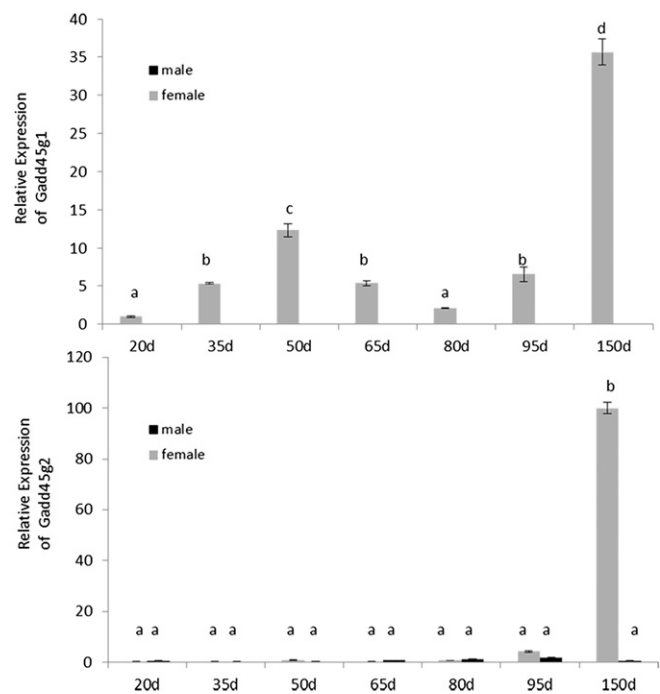 Relative Expression
of Gadd45g1
40
35
30
25
20
15
10
5
0
male
female
a
b
c
b
a
b
d
20d 35d 50d 65d 80d 95d 150d
Relative Expression
of Gadd45g2
120
100
80
60
40
20
0
male
female
a a a a a a a a a a a a b a
20d 35d 50d 65d 80d 95d 150d